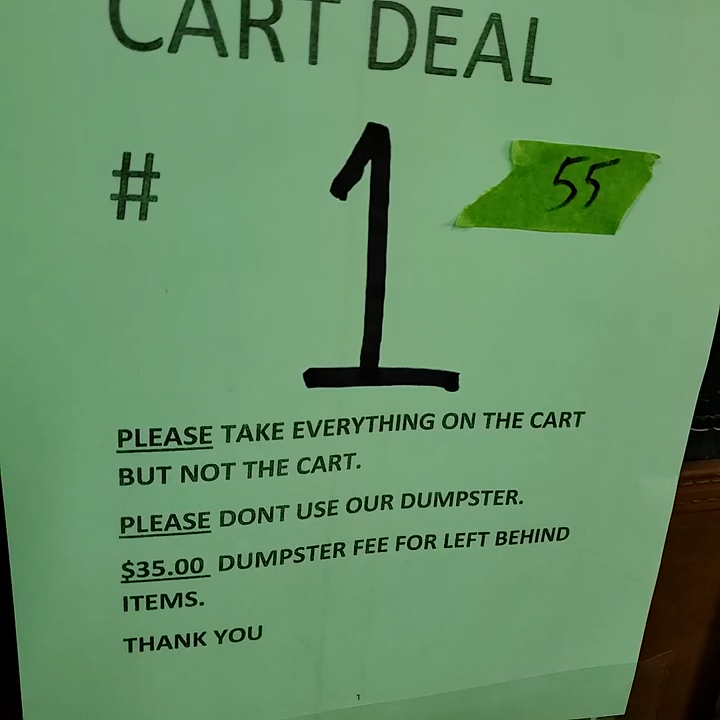 CART DEAL
# 1
55
PLEASE TAKE EVERYTHING ON THE CART
BUT NOT THE CART.
PLEASE DONT USE OUR DUMPSTER.
$35.00 DUMPSTER FEE FOR LEFT BEHIND
ITEMS.
THANK YOU
1